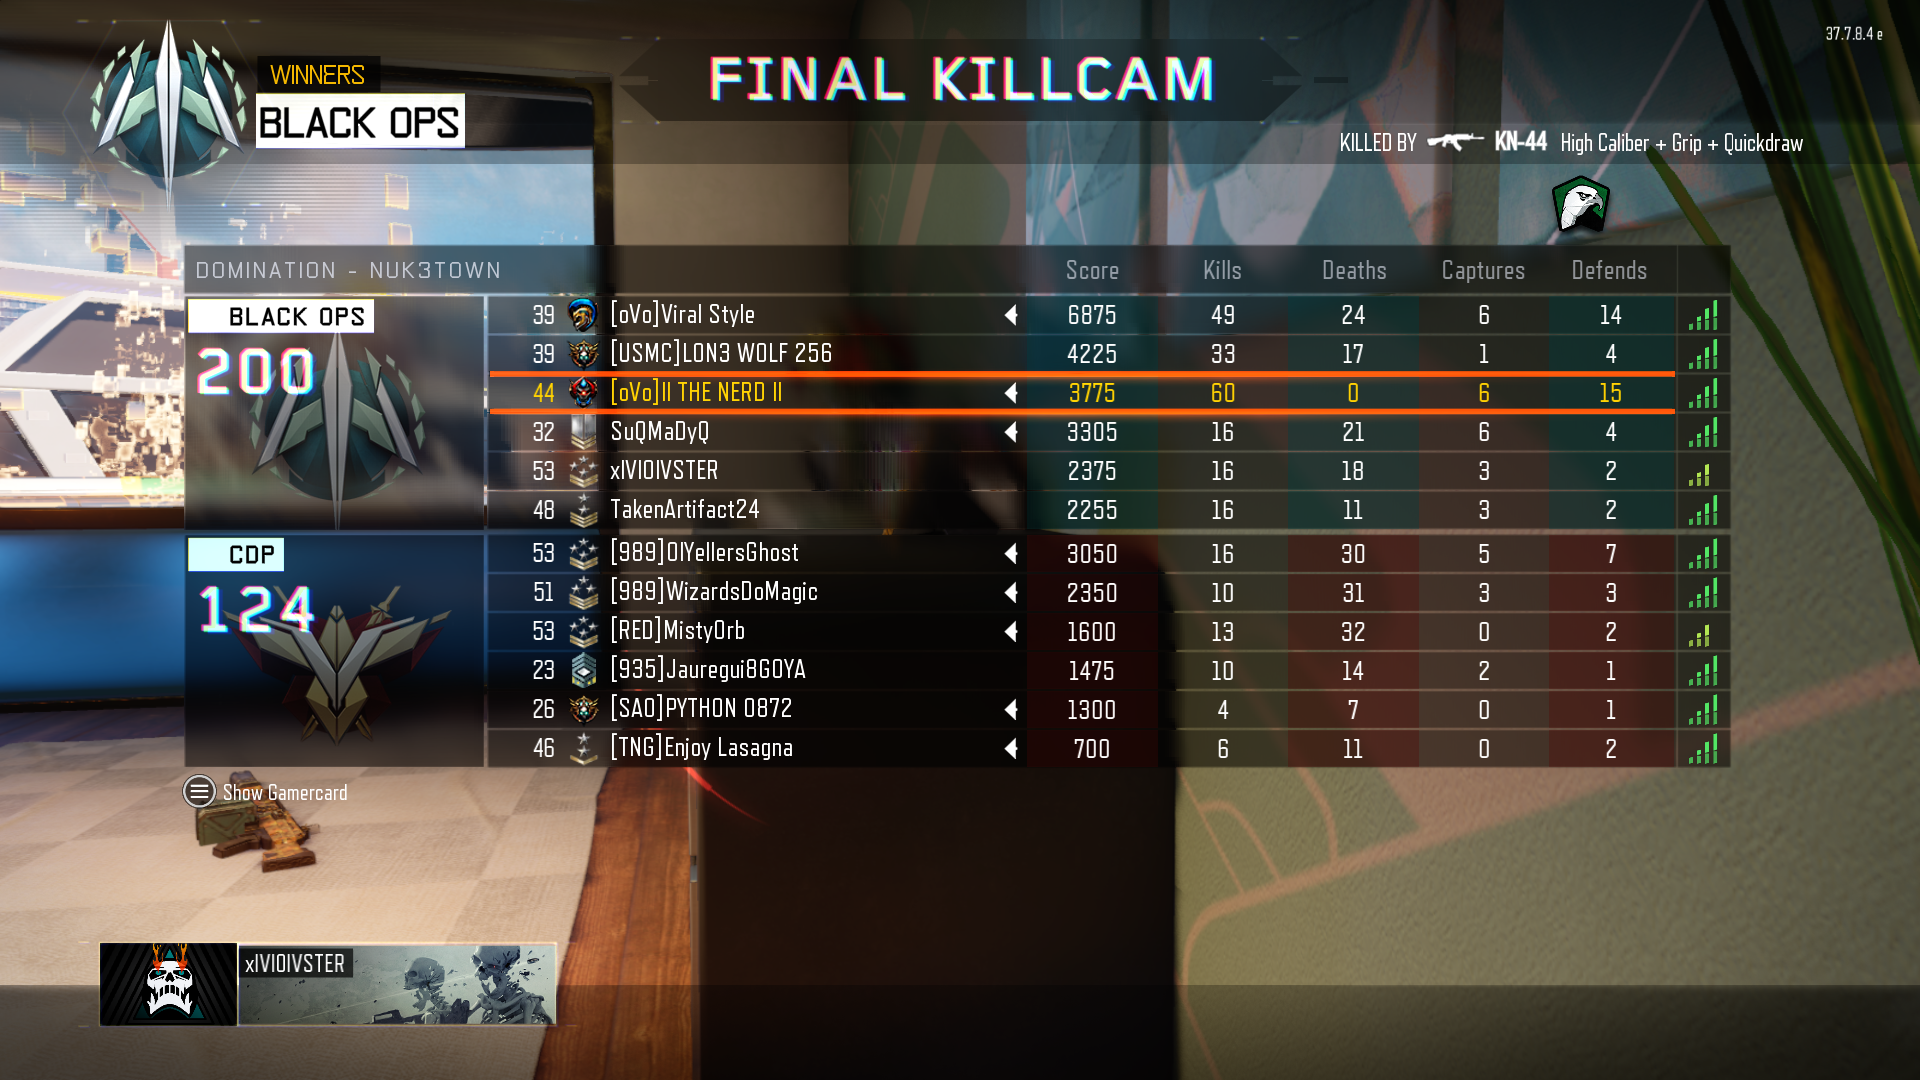 37.7.8.4 e
WINNERS
BLACK OPS
FINAL KILLCAM
KILLED BY KN-44 High Caliber + Grip + Quickdraw
DOMINATION - NUK3TOWN Score Kills Deaths Captures Defends
BLACK OPS
200
39 [oVo]Viral Style 6875 49 24 6 14
39 [USMC]LON3 WOLF 256 4225 33 17 1 4
44 [oVo]II THE NERD II 3775 60 0 6 15
32 SuQMaDyQ 3305 16 21 6 4
53 xIVIOIVSTER 2375 16 18 3 2
48 TakenArtifact24 2255 16 11 3 2
CDP
124
53 [989]OlYellersGhost 3050 16 30 5 7
51 [989]WizardsDoMagic 2350 10 31 3 3
53 [RED]MistyOrb 1600 13 32 0 2
23 [935]Jauregui8GOYA 1475 10 14 2 1
26 [SAO]PYTHON 0872 1300 4 7 0 1
46 [TNG]Enjoy Lasagna 700 6 11 0 2
Show Gamercard
xIVIOIVSTER